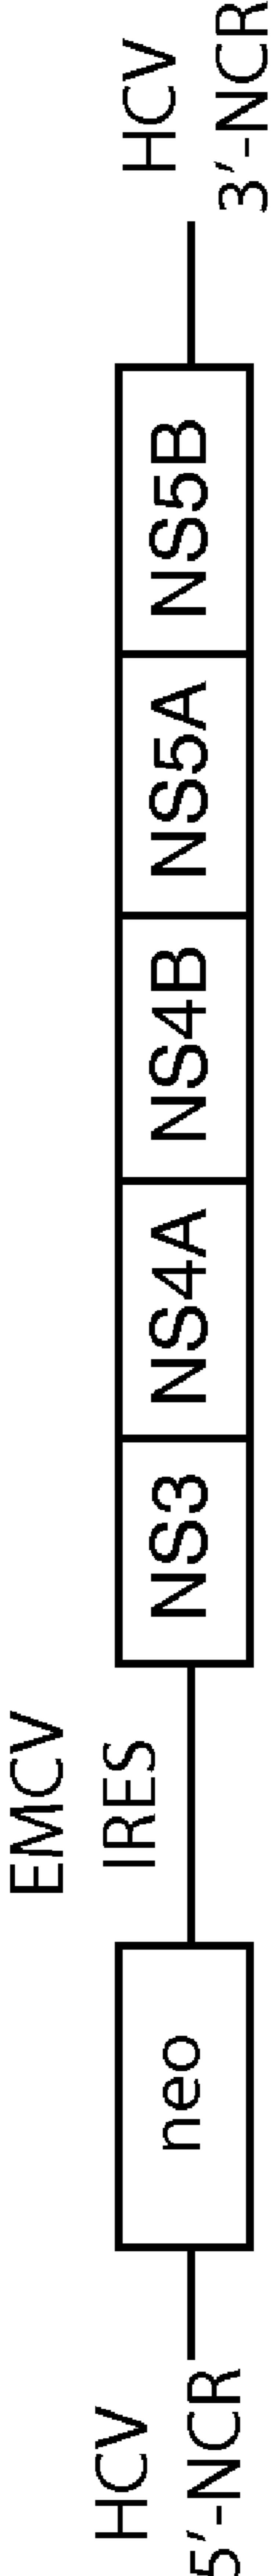 HCV
5′-NCR
neo
EMCV
IRES
NS3
NS4A
NS4B
NS5A
NS5B
HCV
3′-NCR